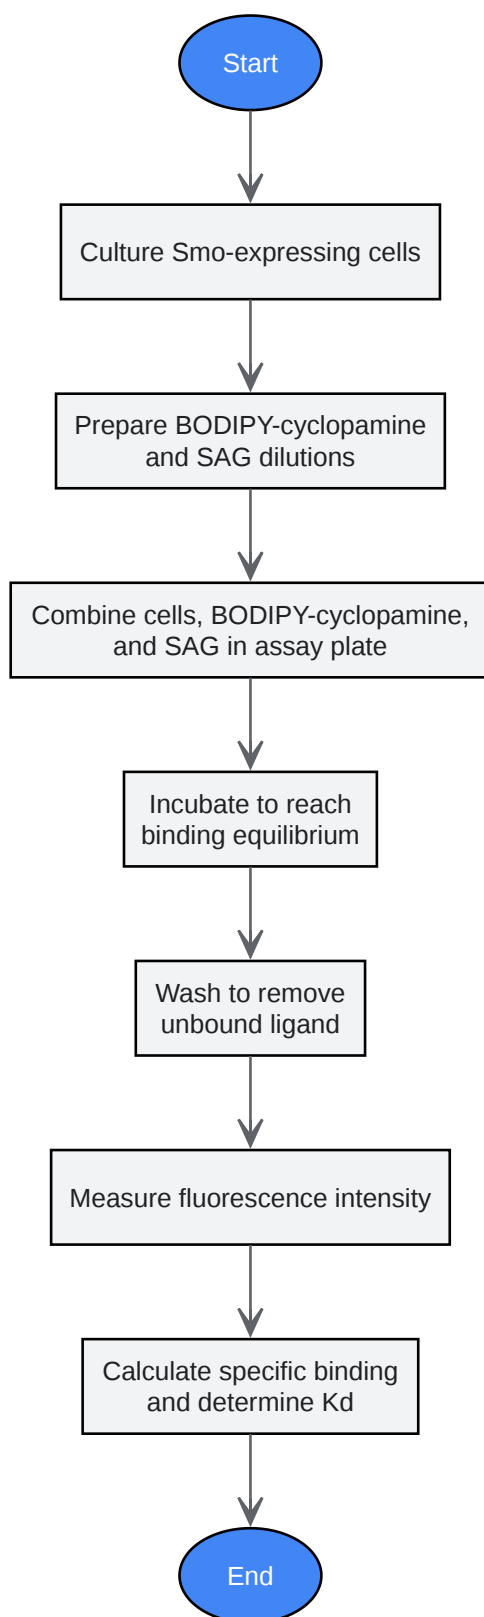 Start
Culture Smo-expressing cells
Prepare BODIPY-cyclopamine
and SAG dilutions
Combine cells, BODIPY-cyclopamine,
and SAG in assay plate
Incubate to reach
binding equilibrium
Wash to remove
unbound ligand
Measure fluorescence intensity
Calculate specific binding
and determine Kd
End